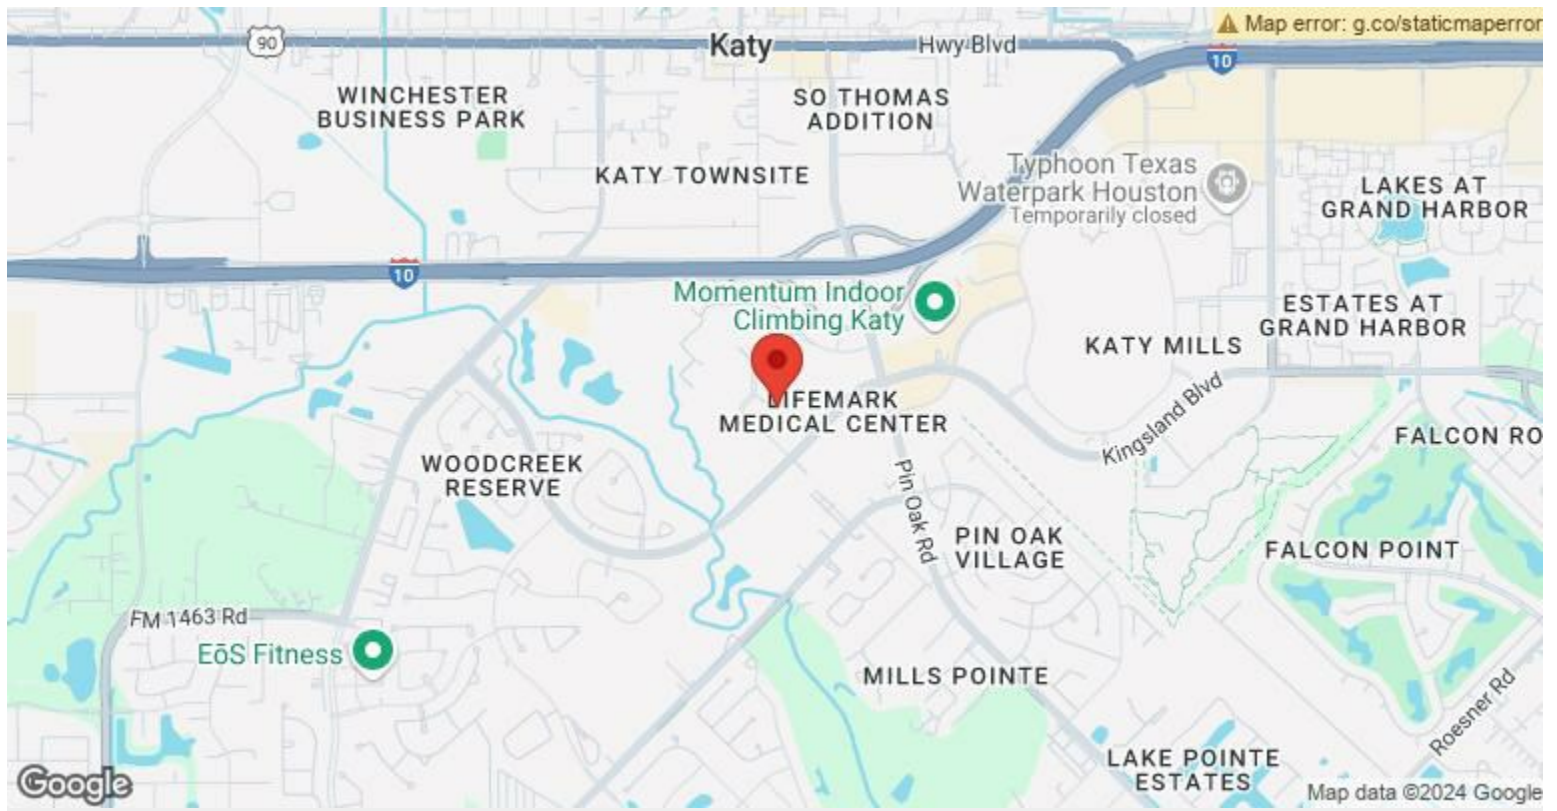 Map error: g.co/staticmaperror
90
Katy
Hwy Blvd
10
WINCHESTER
BUSINESS PARK
SO THOMAS
ADDITION
KATY TOWNSITE
Typhoon Texas
Waterpark Houston
Temporarily closed
LAKES AT
GRAND HARBOR
10
Momentum Indoor
Climbing Katy
ESTATES AT
GRAND HARBOR
KATY MILLS
LIFEMARK
MEDICAL CENTER
Kingsland Blvd
FALCON RO
WOODCREEK
RESERVE
Pin Oak Rd
PIN OAK
VILLAGE
FALCON POINT
FM 1463 Rd
EōS Fitness
MILLS POINTE
Roesner Rd
LAKE POINTE
ESTATES
Google
Map data ©2024 Google